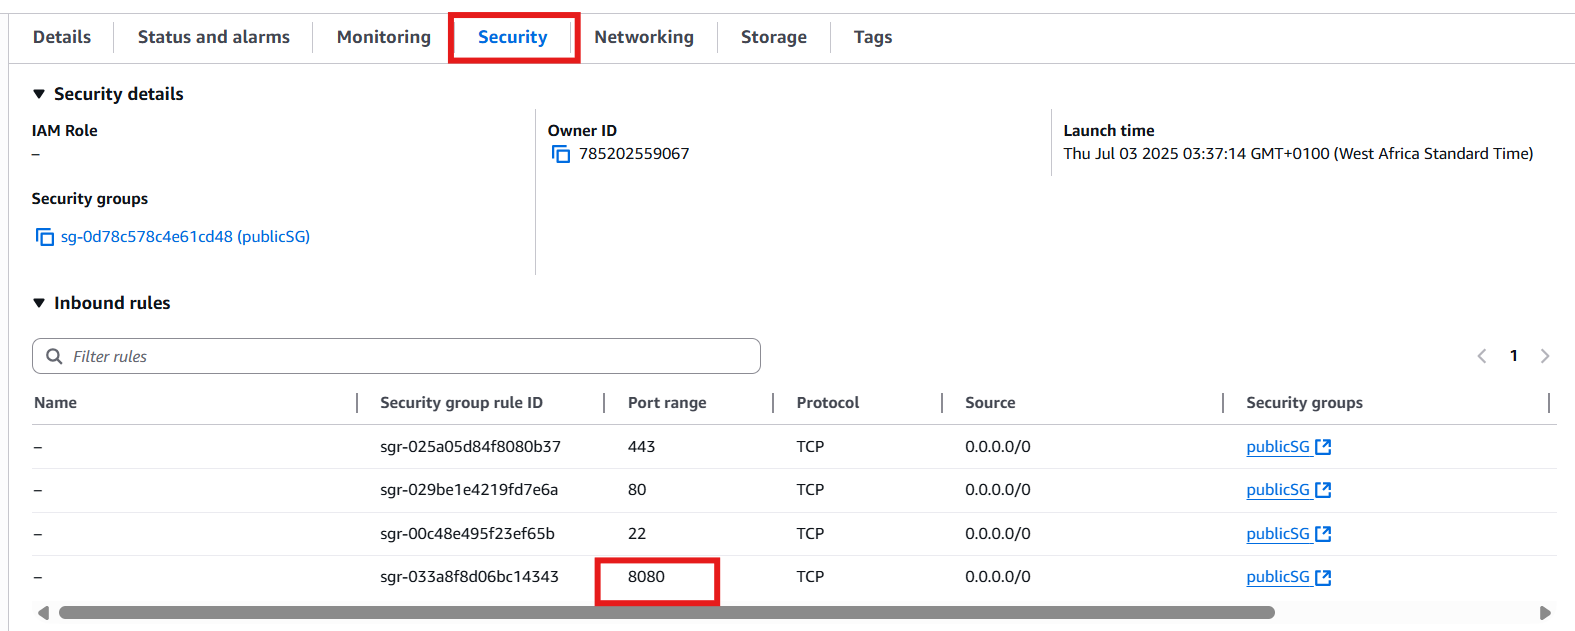 Details Status and alarms Monitoring Security Networking Storage Tags
Security details
IAM Role
–
Owner ID
785202559067
Launch time
Thu Jul 03 2025 03:37:14 GMT+0100 (West Africa Standard Time)
Security groups
sg-0d78c578c4e61cd48 (publicSG)
Inbound rules
Filter rules
1
Name Security group rule ID Port range Protocol Source Security groups
– sgr-025a05d84f8080b37 443 TCP 0.0.0.0/0 publicSG
– sgr-029be1e4219fd7e6a 80 TCP 0.0.0.0/0 publicSG
– sgr-00c48e495f23ef65b 22 TCP 0.0.0.0/0 publicSG
– sgr-033a8f8d06bc14343 8080 TCP 0.0.0.0/0 publicSG